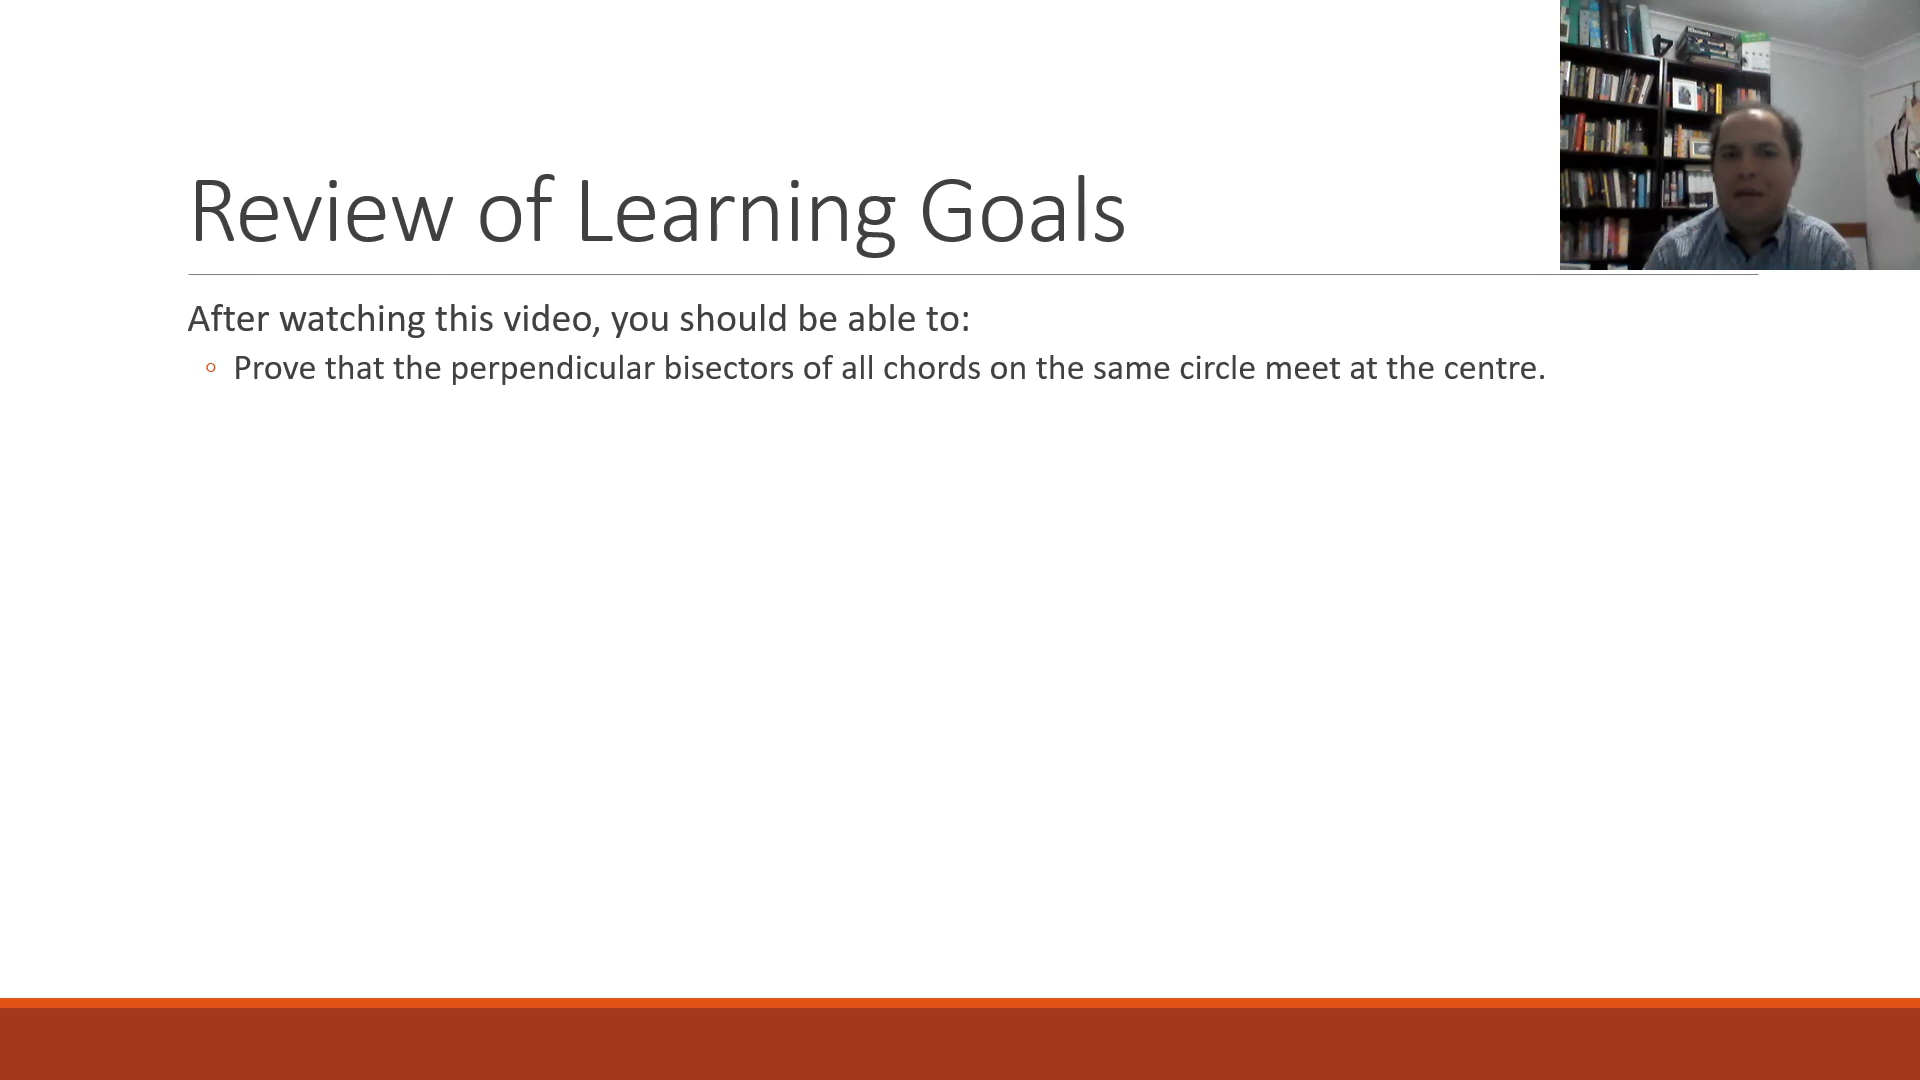 Review of Learning Goals
After watching this video, you should be able to:
◦ Prove that the perpendicular bisectors of all chords on the same circle meet at the centre.